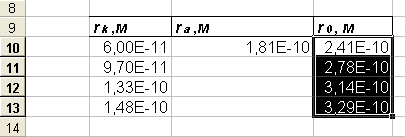 8
9 rk,M ra,M r0, M
10 6,00E-11 1,81E-10 2,41E-10
11 9,70E-11 2,78E-10
12 1,33E-10 3,14E-10
13 1,48E-10 3,29E-10
14